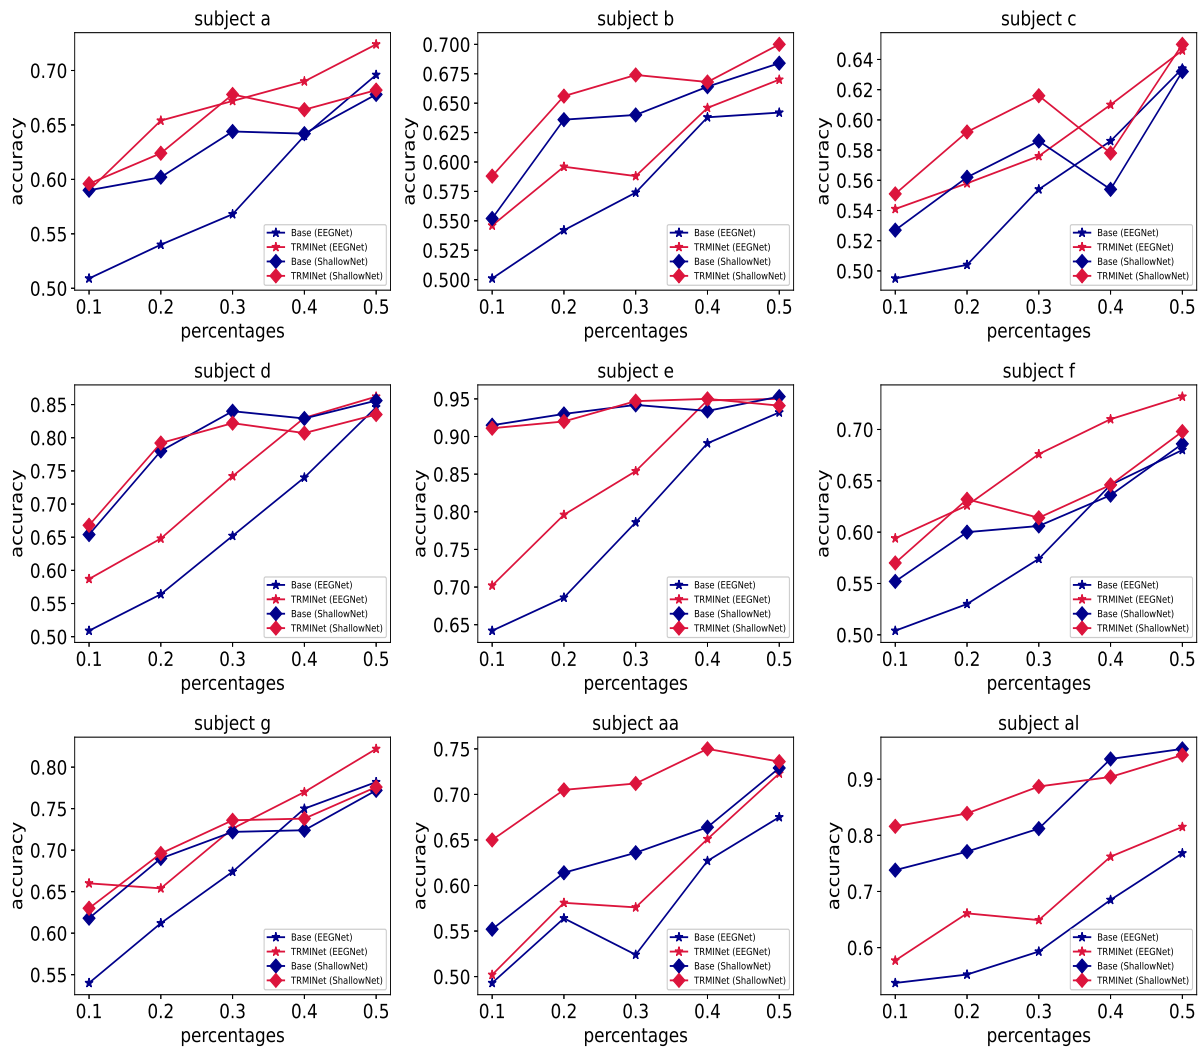 subject a
0.70
0.65
0.60
0.55
0.50
accuracy
0.1 0.2 0.3 0.4 0.5
percentages
Base (EEGNet)
TRMINet (EEGNet)
Base (ShallowNet)
TRMINet (ShallowNet)
subject b
0.700
0.675
0.650
0.625
0.600
0.575
0.550
0.525
0.500
accuracy
0.1 0.2 0.3 0.4 0.5
percentages
Base (EEGNet)
TRMINet (EEGNet)
Base (ShallowNet)
TRMINet (ShallowNet)
subject c
0.64
0.62
0.60
0.58
0.56
0.54
0.52
0.50
accuracy
0.1 0.2 0.3 0.4 0.5
percentages
Base (EEGNet)
TRMINet (EEGNet)
Base (ShallowNet)
TRMINet (ShallowNet)
subject d
0.85
0.80
0.75
0.70
0.65
0.60
0.55
0.50
accuracy
0.1 0.2 0.3 0.4 0.5
percentages
Base (EEGNet)
TRMINet (EEGNet)
Base (ShallowNet)
TRMINet (ShallowNet)
subject e
0.95
0.90
0.85
0.80
0.75
0.70
0.65
accuracy
0.1 0.2 0.3 0.4 0.5
percentages
Base (EEGNet)
TRMINet (EEGNet)
Base (ShallowNet)
TRMINet (ShallowNet)
subject f
0.70
0.65
0.60
0.55
0.50
accuracy
0.1 0.2 0.3 0.4 0.5
percentages
Base (EEGNet)
TRMINet (EEGNet)
Base (ShallowNet)
TRMINet (ShallowNet)
subject g
0.80
0.75
0.70
0.65
0.60
0.55
accuracy
0.1 0.2 0.3 0.4 0.5
percentages
Base (EEGNet)
TRMINet (EEGNet)
Base (ShallowNet)
TRMINet (ShallowNet)
subject aa
0.75
0.70
0.65
0.60
0.55
0.50
accuracy
0.1 0.2 0.3 0.4 0.5
percentages
Base (EEGNet)
TRMINet (EEGNet)
Base (ShallowNet)
TRMINet (ShallowNet)
subject al
0.9
0.8
0.7
0.6
accuracy
0.1 0.2 0.3 0.4 0.5
percentages
Base (EEGNet)
TRMINet (EEGNet)
Base (ShallowNet)
TRMINet (ShallowNet)